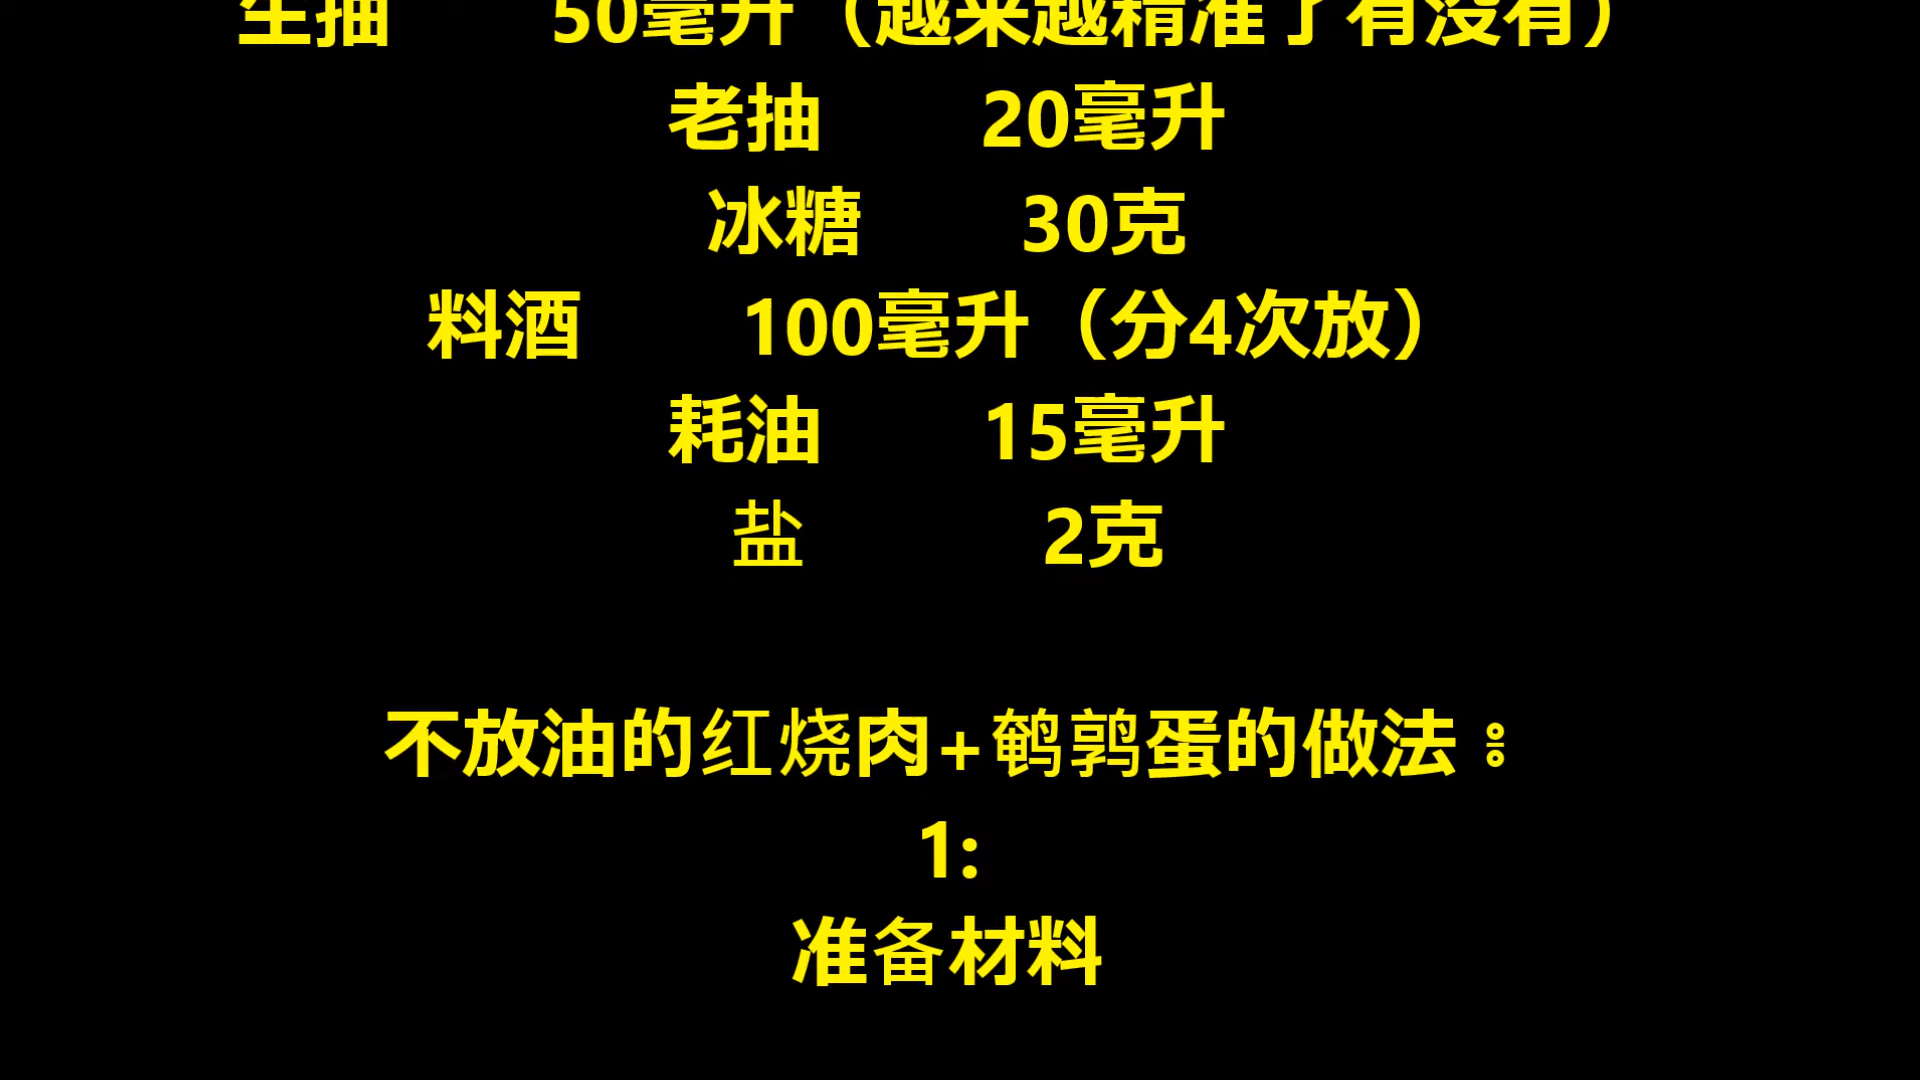 生抽 50毫升（越来越精准了有没有）
老抽 20毫升
冰糖 30克
料酒 100毫升（分4次放）
耗油 15毫升
盐 2克
不放油的红烧肉+鹌鹑蛋的做法：
1:
准备材料